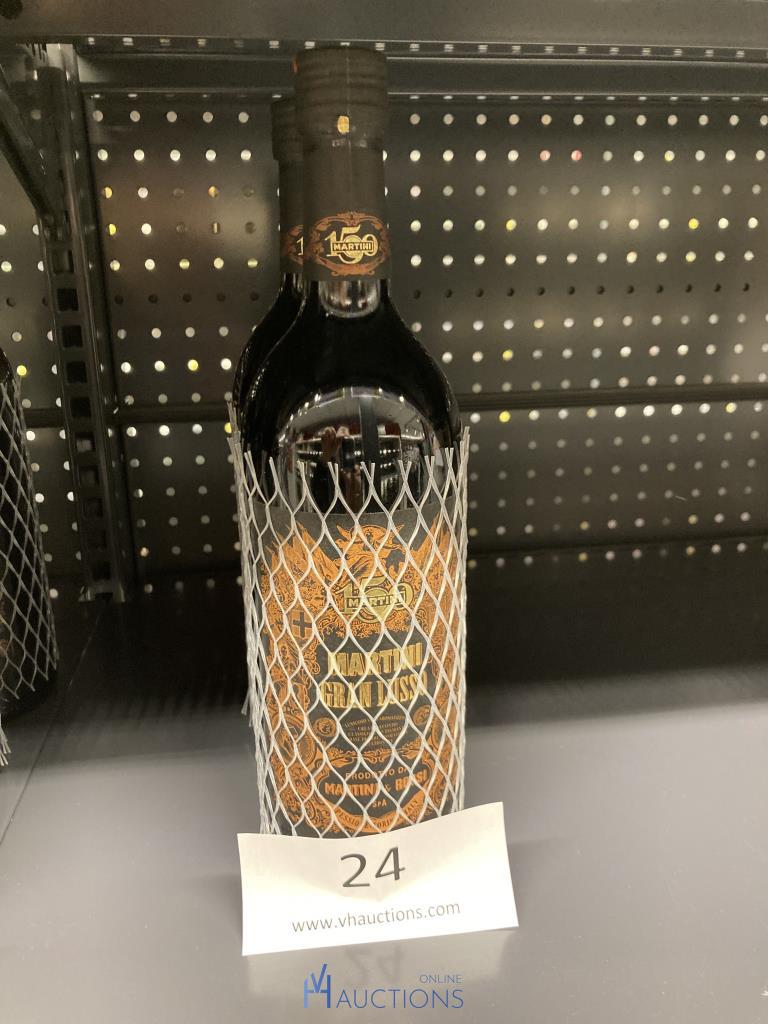 150
MARTINI
150
MARTINI
MARTINI
GRAN LUSSO
PRODOTTO DA
MARTINI & ROSSI
SpA
24
www.vhauctions.com
VH ONLINE
AUCTIONS